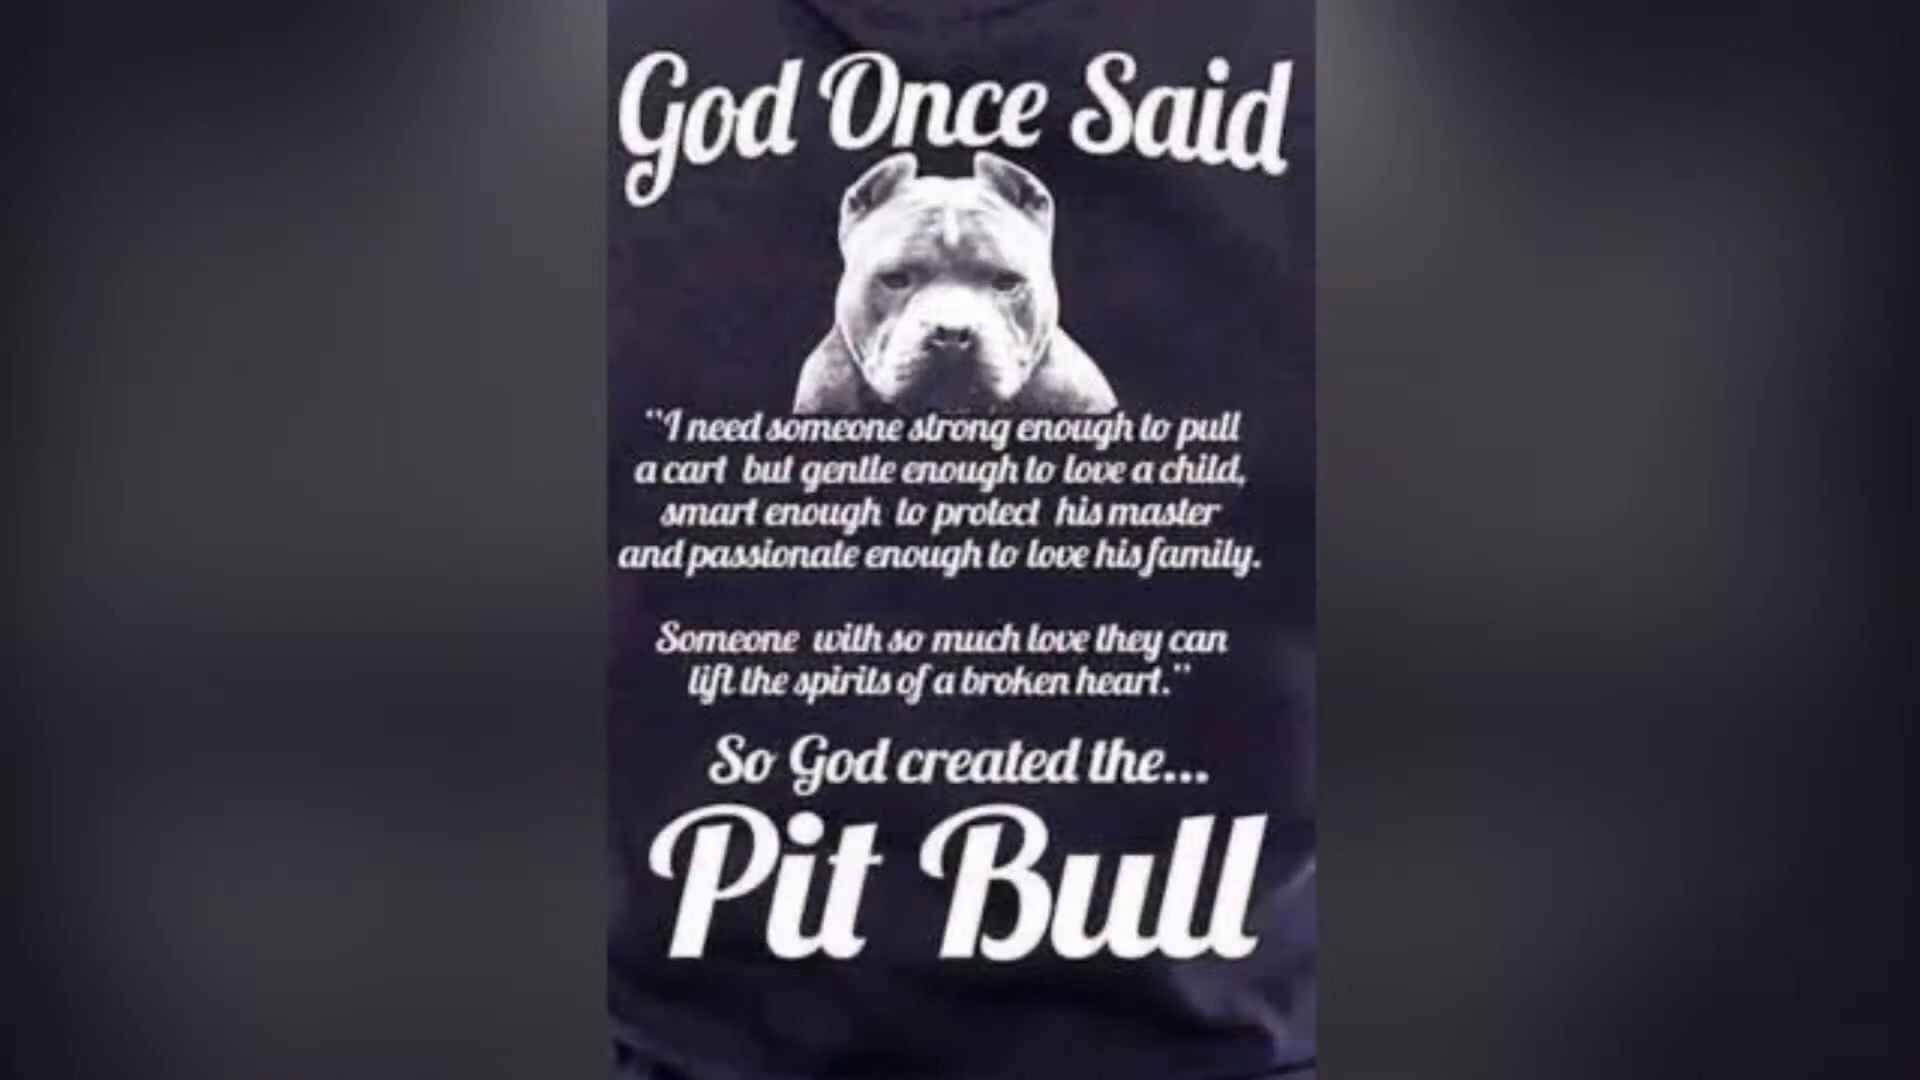 God Once Said
"I need someone strong enough to pull
a cart but gentle enough to love a child,
smart enough to protect his master
and passionate enough to love his family.
Someone with so much love they can
lift the spirits of a broken heart."
So God created the...
Pit Bull